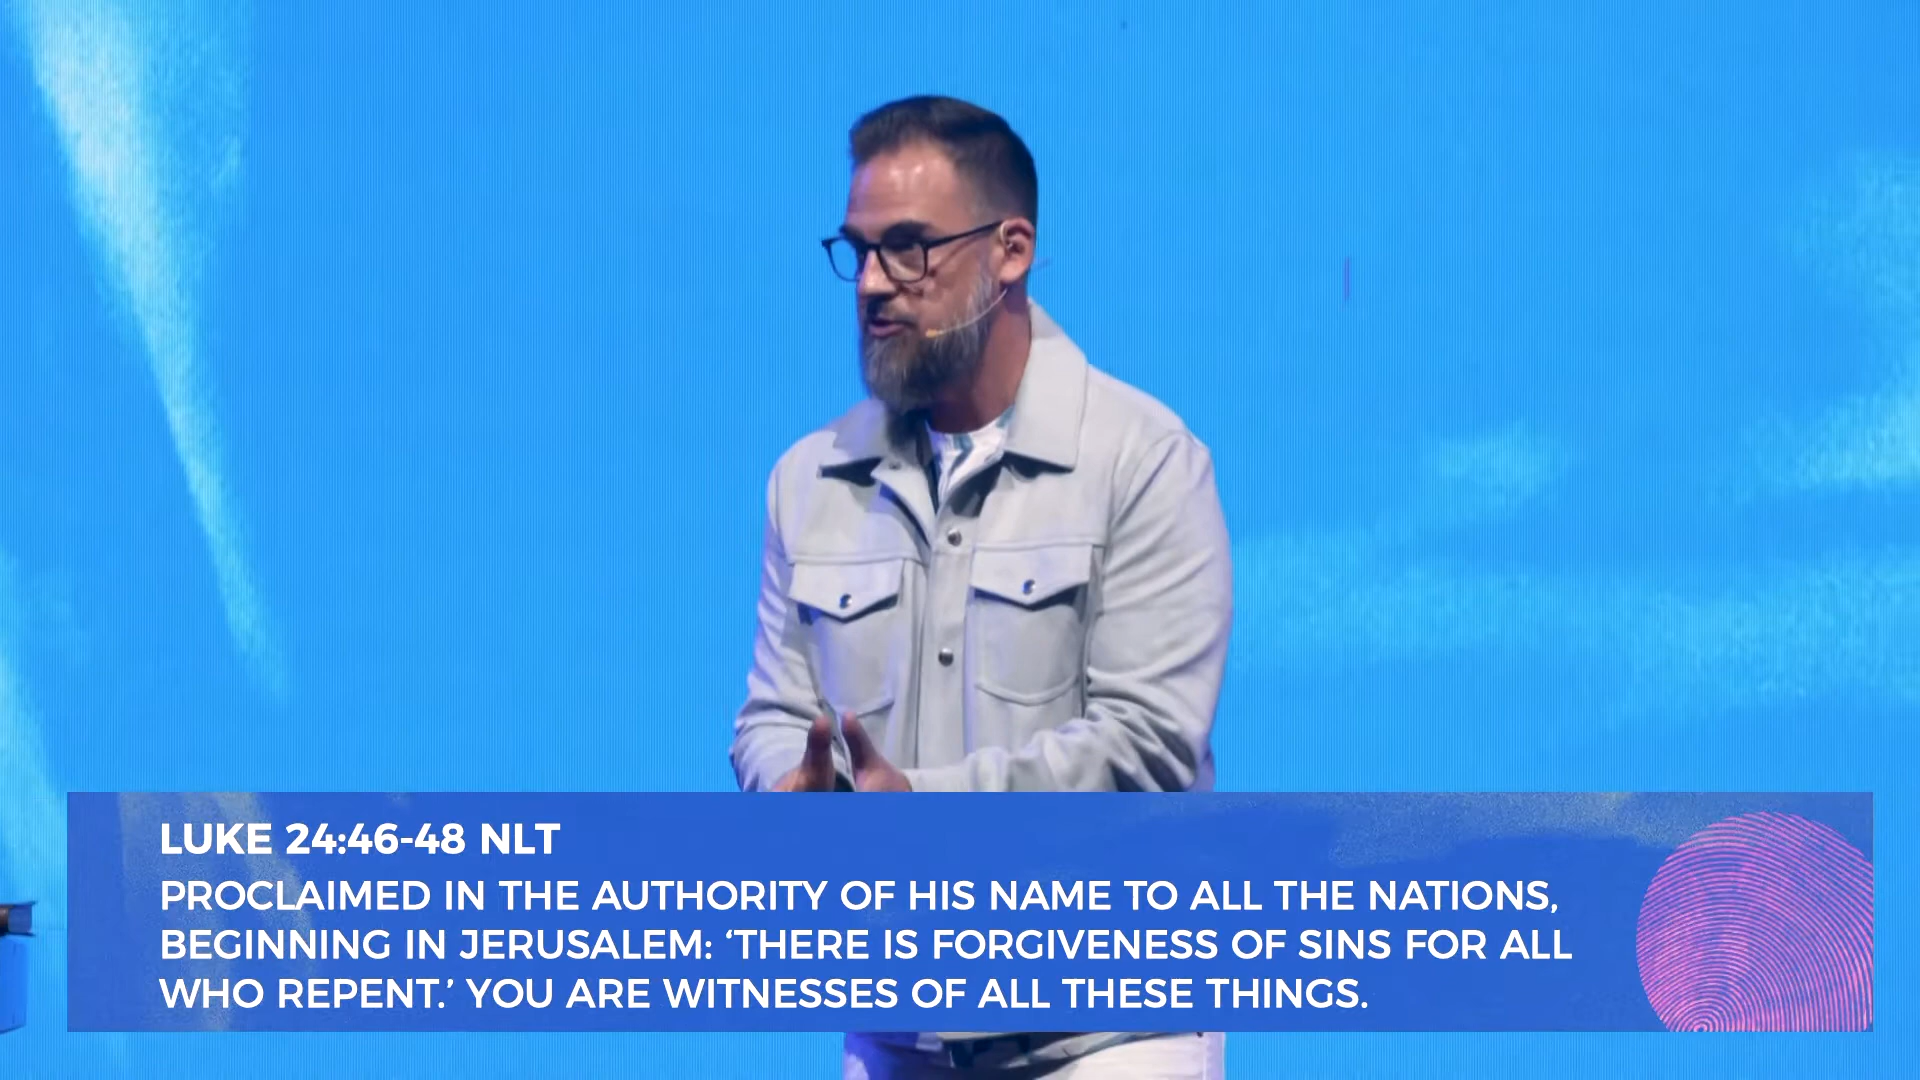 LUKE 24:46-48 NLT
PROCLAIMED IN THE AUTHORITY OF HIS NAME TO ALL THE NATIONS,
BEGINNING IN JERUSALEM: ‘THERE IS FORGIVENESS OF SINS FOR ALL
WHO REPENT.’ YOU ARE WITNESSES OF ALL THESE THINGS.